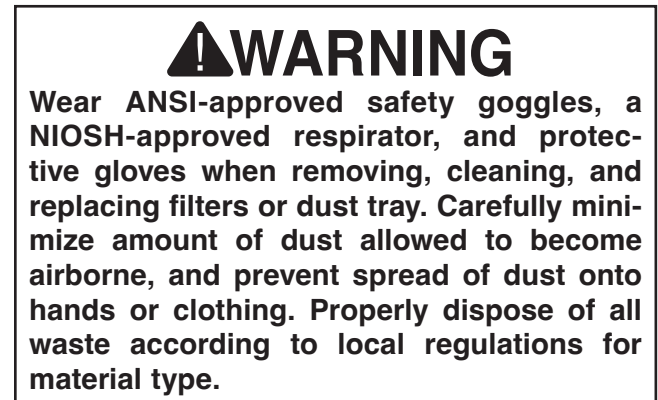 WARNING
Wear ANSI-approved safety goggles, a
NIOSH-approved respirator, and protec-
tive gloves when removing, cleaning, and
replacing filters or dust tray. Carefully mini-
mize amount of dust allowed to become
airborne, and prevent spread of dust onto
hands or clothing. Properly dispose of all
waste according to local regulations for
material type.